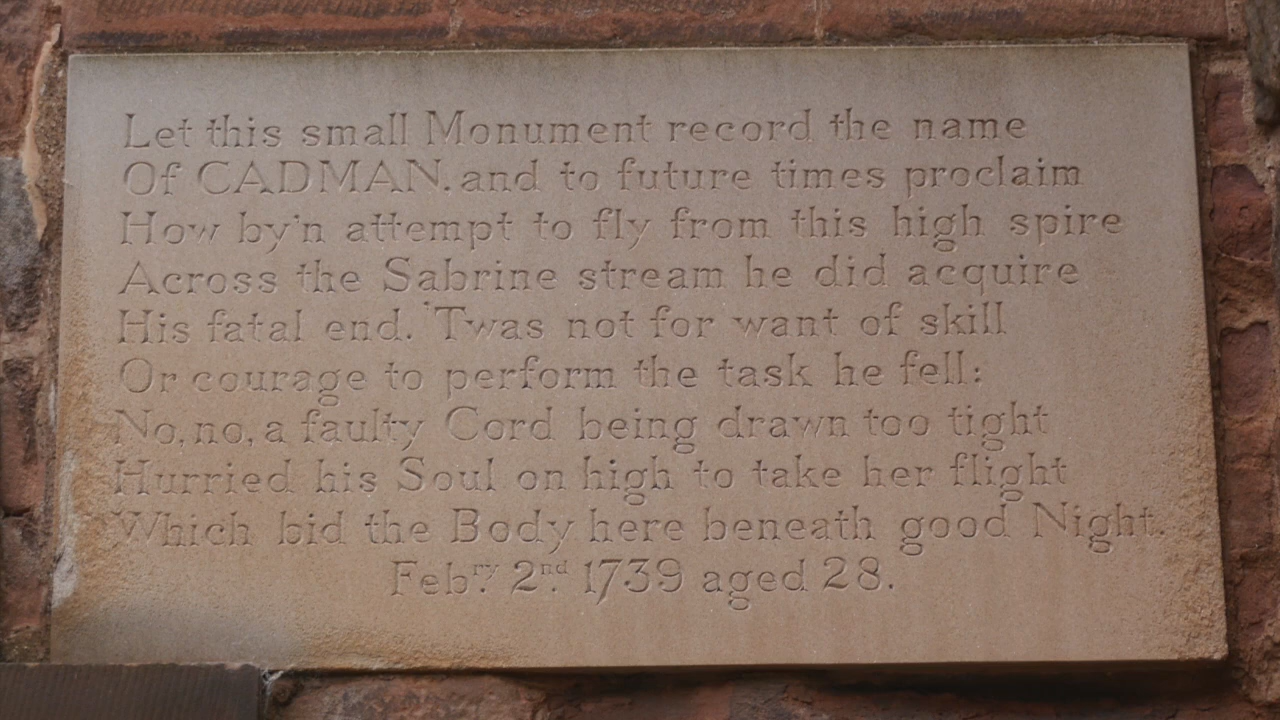 Let this small Monument record the name
Of CADMAN. and to future times proclaim
How by'n attempt to fly from this high spire
Across the Sabrine stream he did acquire
His fatal end. 'Twas not for want of skill
Or courage to perform the task he fell:
No, no, a faulty Cord being drawn too tight
Hurried his Soul on high to take her flight
Which bid the Body here beneath good Night.
Febry. 2nd. 1739 aged 28.